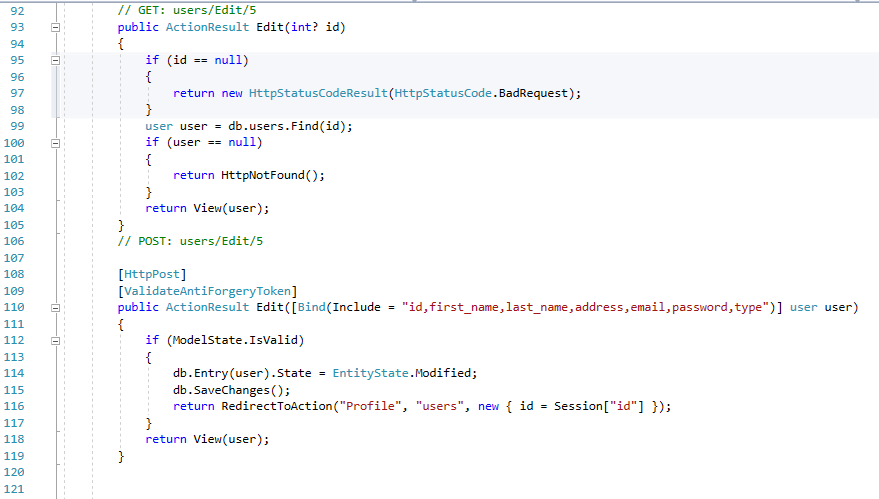 92 // GET: users/Edit/5
93 public ActionResult Edit(int? id)
94 {
95 if (id == null)
96 {
97 return new HttpStatusCodeResult(HttpStatusCode.BadRequest);
98 }
99 user user = db.users.Find(id);
100 if (user == null)
101 {
102 return HttpNotFound();
103 }
104 return View(user);
105 }
106 // POST: users/Edit/5
107
108 [HttpPost]
109 [ValidateAntiForgeryToken]
110 public ActionResult Edit([Bind(Include = "id,first_name,last_name,address,email,password,type")] user user)
111 {
112 if (ModelState.IsValid)
113 {
114 db.Entry(user).State = EntityState.Modified;
115 db.SaveChanges();
116 return RedirectToAction("Profile", "users", new { id = Session["id"] });
117 }
118 return View(user);
119 }
120
121